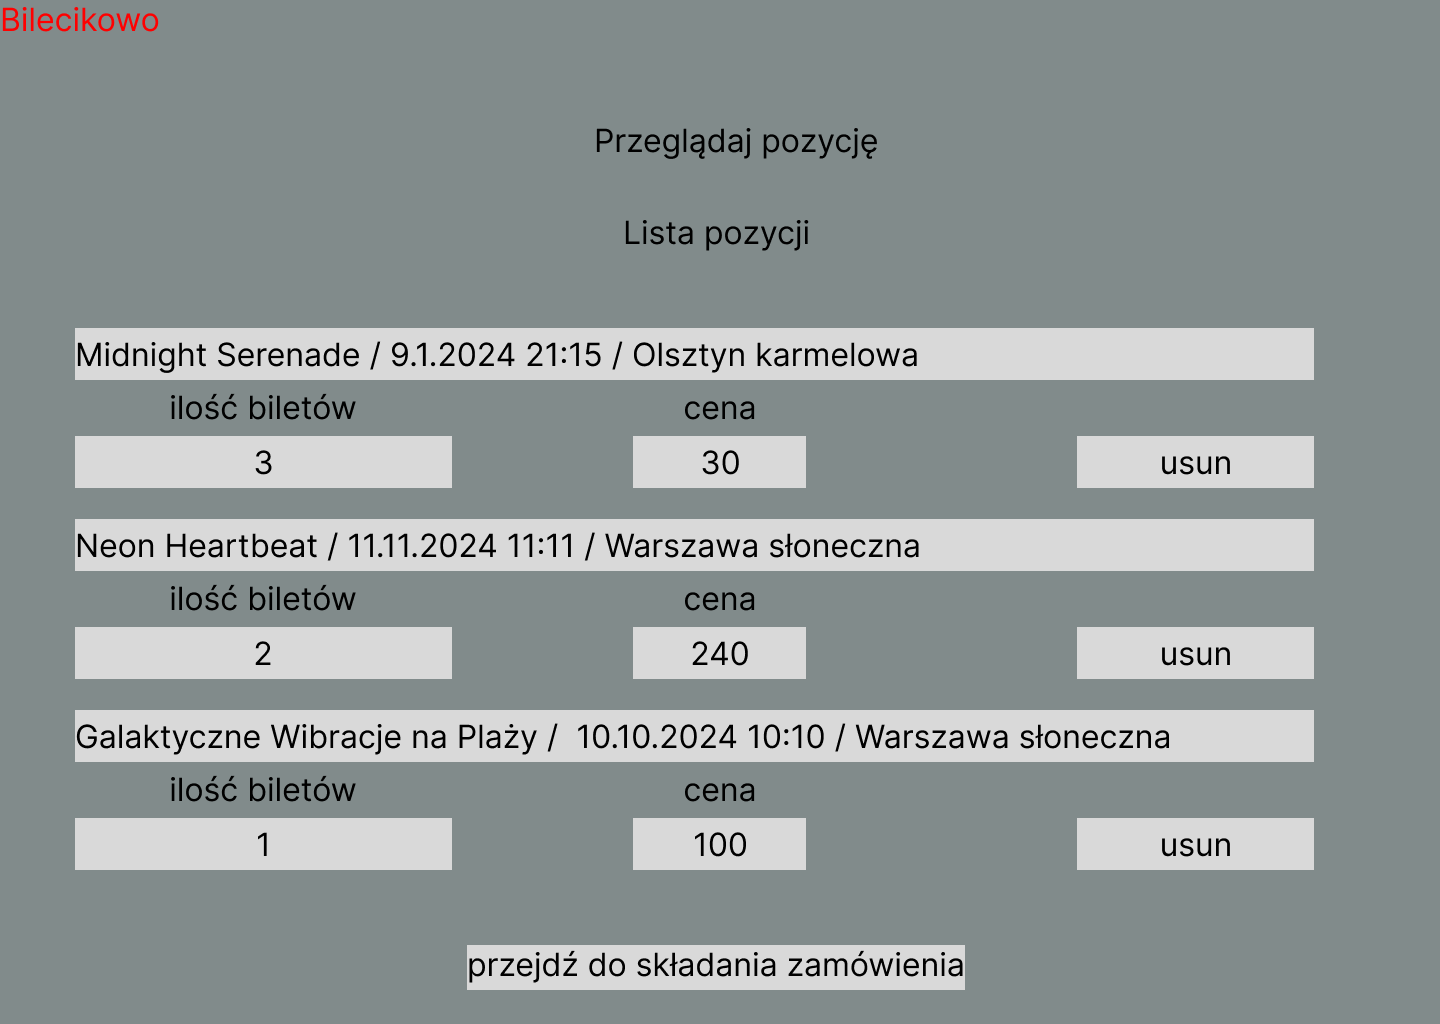 Bilecikowo
Przeglądaj pozycję
Lista pozycji
Midnight Serenade / 9.1.2024 21:15 / Olsztyn karmelowa
ilość biletów cena
3 30 usun
Neon Heartbeat / 11.11.2024 11:11 / Warszawa słoneczna
ilość biletów cena
2 240 usun
Galaktyczne Wibracje na Plaży /  10.10.2024 10:10 / Warszawa słoneczna
ilość biletów cena
1 100 usun
przejdź do składania zamówienia